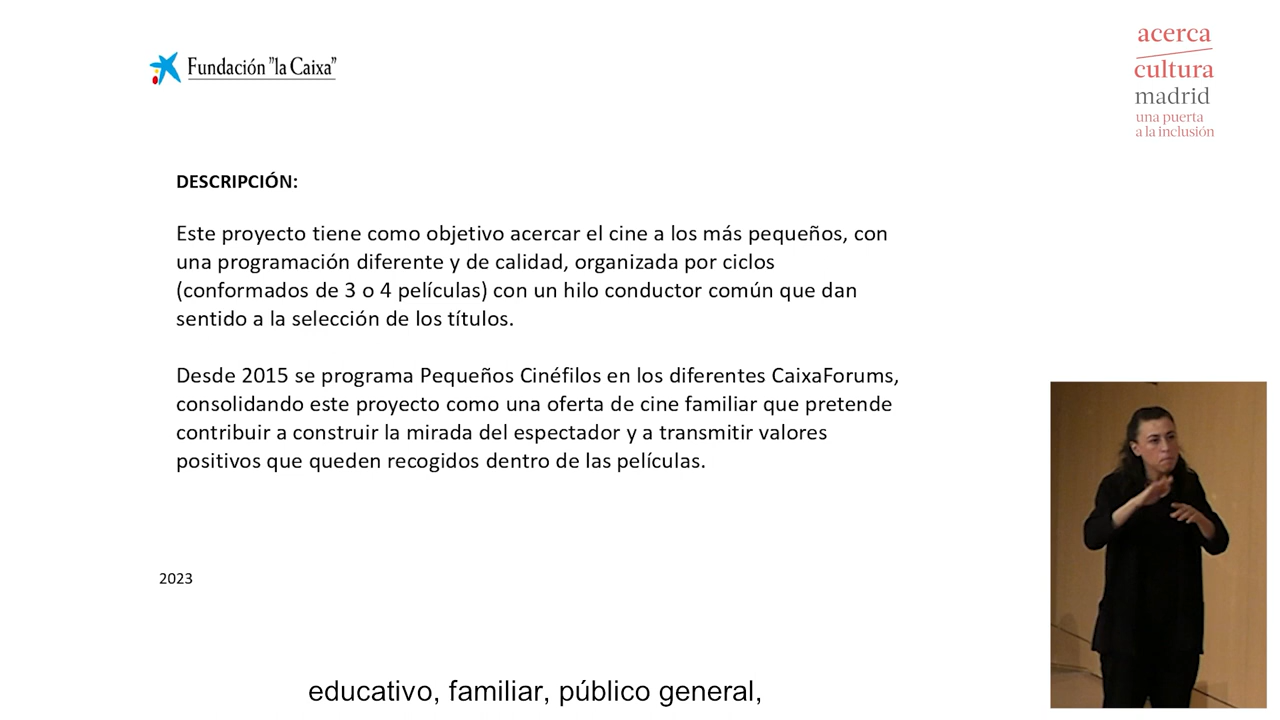 Fundación "la Caixa"
acerca
cultura
madrid
una puerta
a la inclusión
DESCRIPCIÓN:
Este proyecto tiene como objetivo acercar el cine a los más pequeños, con
una programación diferente y de calidad, organizada por ciclos
(conformados de 3 o 4 películas) con un hilo conductor común que dan
sentido a la selección de los títulos.
Desde 2015 se programa Pequeños Cinéfilos en los diferentes CaixaForums,
consolidando este proyecto como una oferta de cine familiar que pretende
contribuir a construir la mirada del espectador y a transmitir valores
positivos que queden recogidos dentro de las películas.
2023
educativo, familiar, público general,